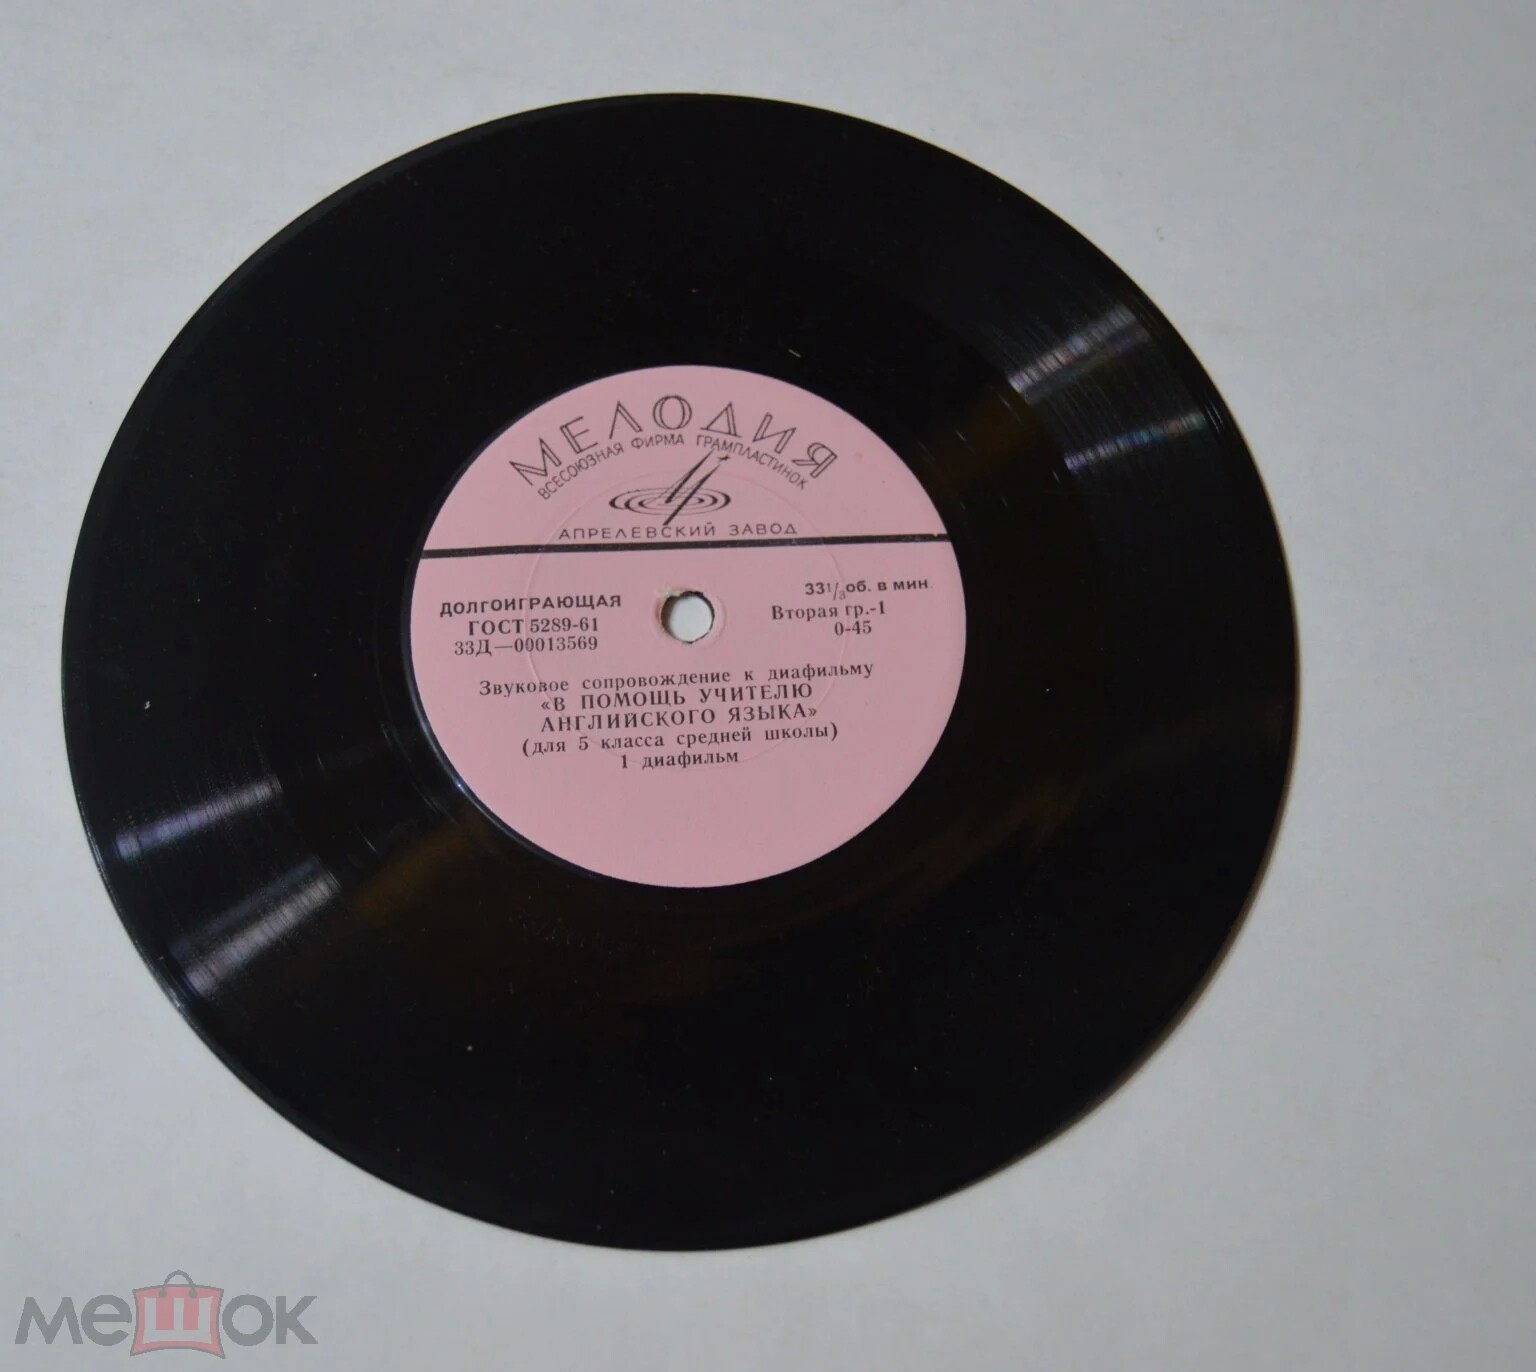 МЕЛОДИЯ
ВСЕСОЮЗНАЯ ФИРМА ГРАМПЛАСТИНОК
АПРЕЛЕВСКИЙ ЗАВОД
ДОЛГОИГРАЮЩАЯ
ГОСТ 5289-61
33Д—00013569
33 1/3 об. в мин.
Вторая гр.-1
0-45
Звуковое сопровождение к диафильму
«В ПОМОЩЬ УЧИТЕЛЮ
АНГЛИЙСКОГО ЯЗЫКА»
(для 5 класса средней школы)
1 диафильм
мешок